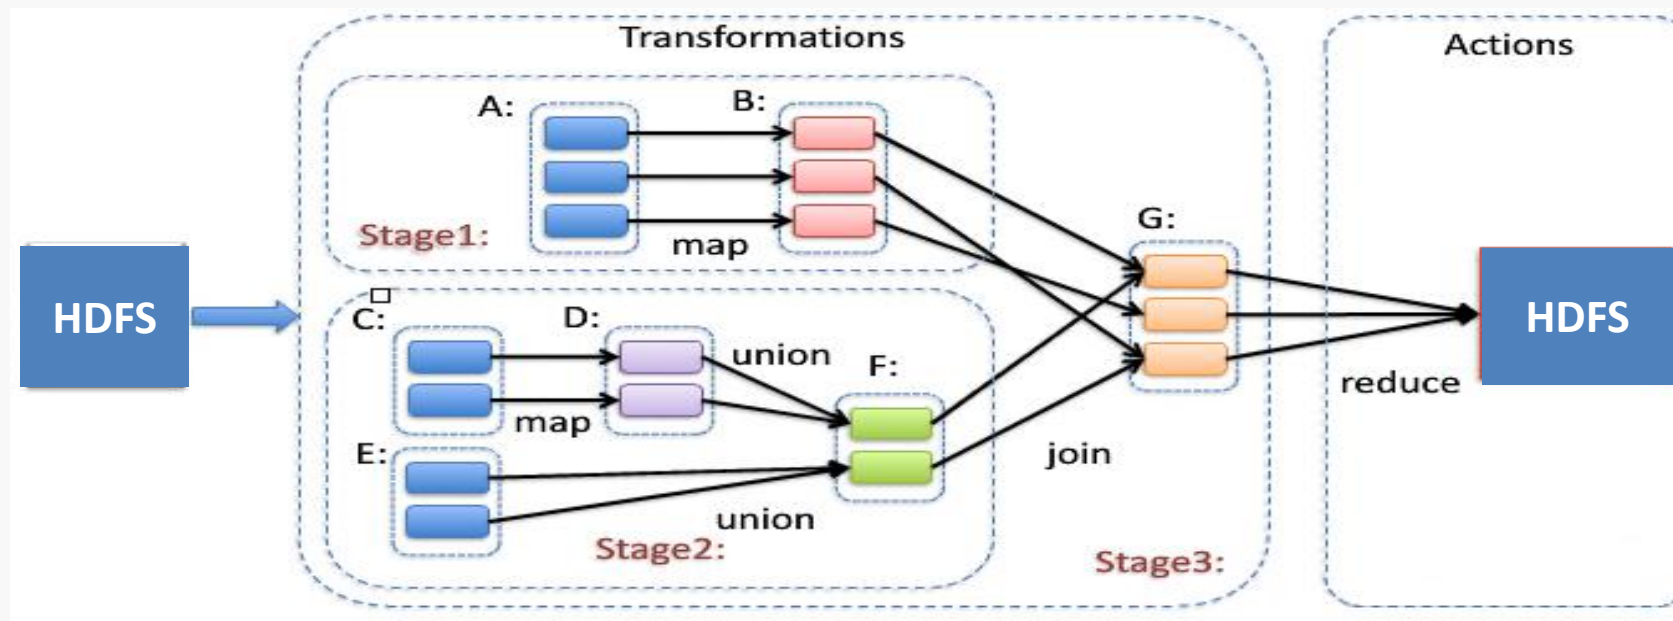 Transformations
Actions
A:
B:
Stage1:
map
G:
HDFS
HDFS
C:
D:
union
F:
reduce
map
E:
join
union
Stage2:
Stage3: